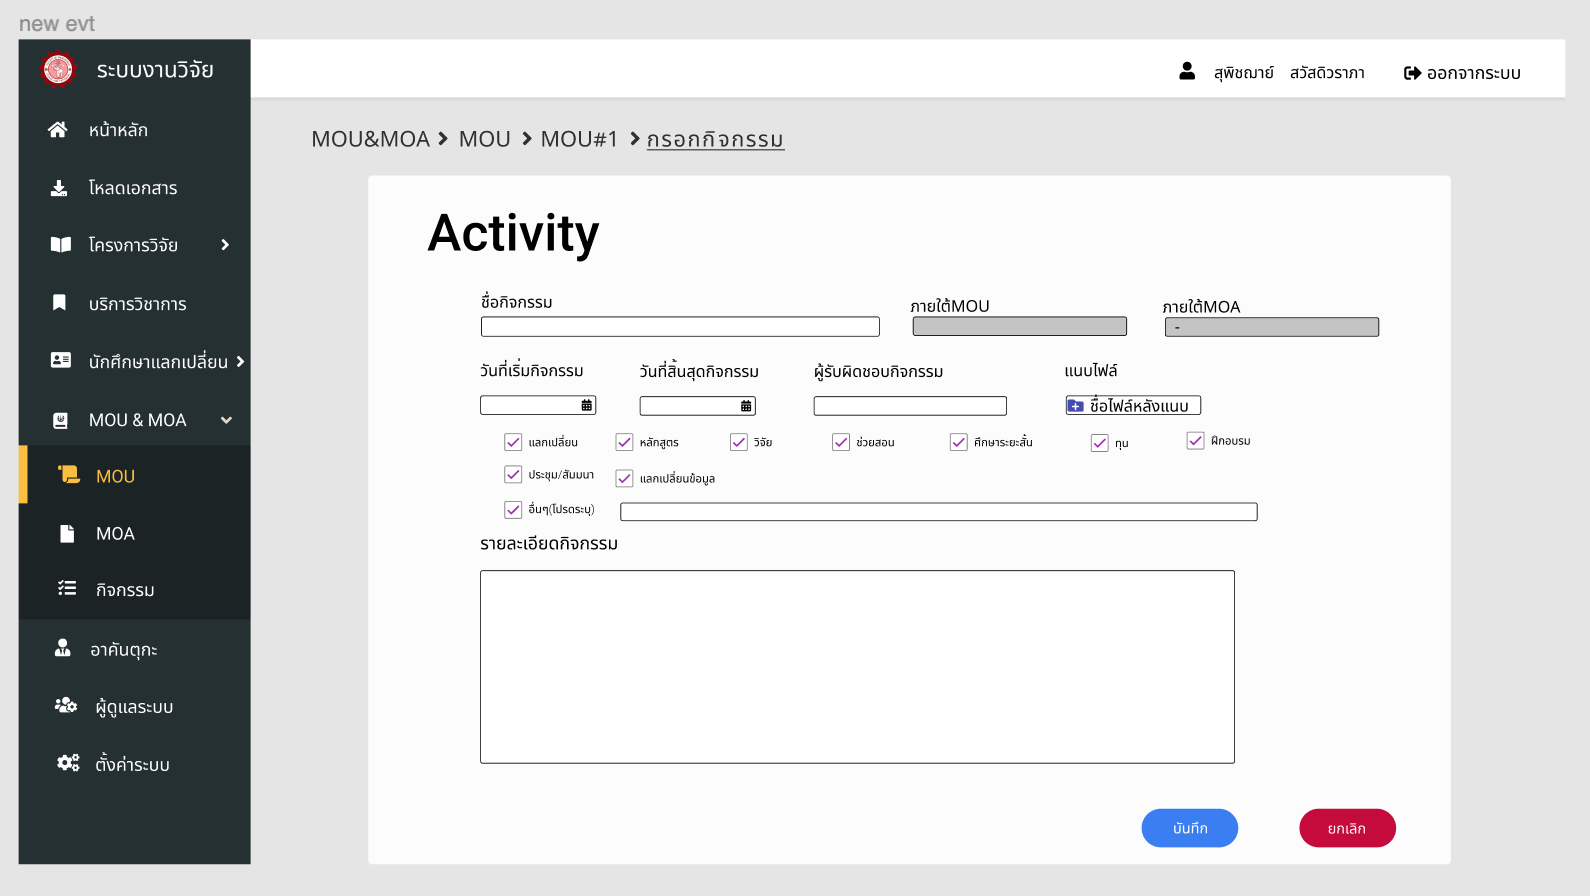 new evt
ระบบงานวิจัย
สุพิชฌาย์ สวัสดิวราภา ออกจากระบบ
หน้าหลัก
โหลดเอกสาร
โครงการวิจัย
บริการวิชาการ
นักศึกษาแลกเปลี่ยน
MOU & MOA
MOU
MOA
กิจกรรม
อาคันตุกะ
ผู้ดูแลระบบ
ตั้งค่าระบบ
MOU&MOA MOU MOU#1 กรอกกิจกรรม
Activity
ชื่อกิจกรรม ภายใต้MOU ภายใต้MOA
-
วันที่เริ่มกิจกรรม วันที่สิ้นสุดกิจกรรม ผู้รับผิดชอบกิจกรรม แนบไฟล์
ชื่อไฟล์หลังแนบ
แลกเปลี่ยน หลักสูตร วิจัย ช่วยสอน ศึกษาระยะสั้น ทุน ฝึกอบรม
ประชุม/สัมมนา แลกเปลี่ยนข้อมูล
อื่นๆ(โปรดระบุ)
รายละเอียดกิจกรรม
บันทึก ยกเลิก